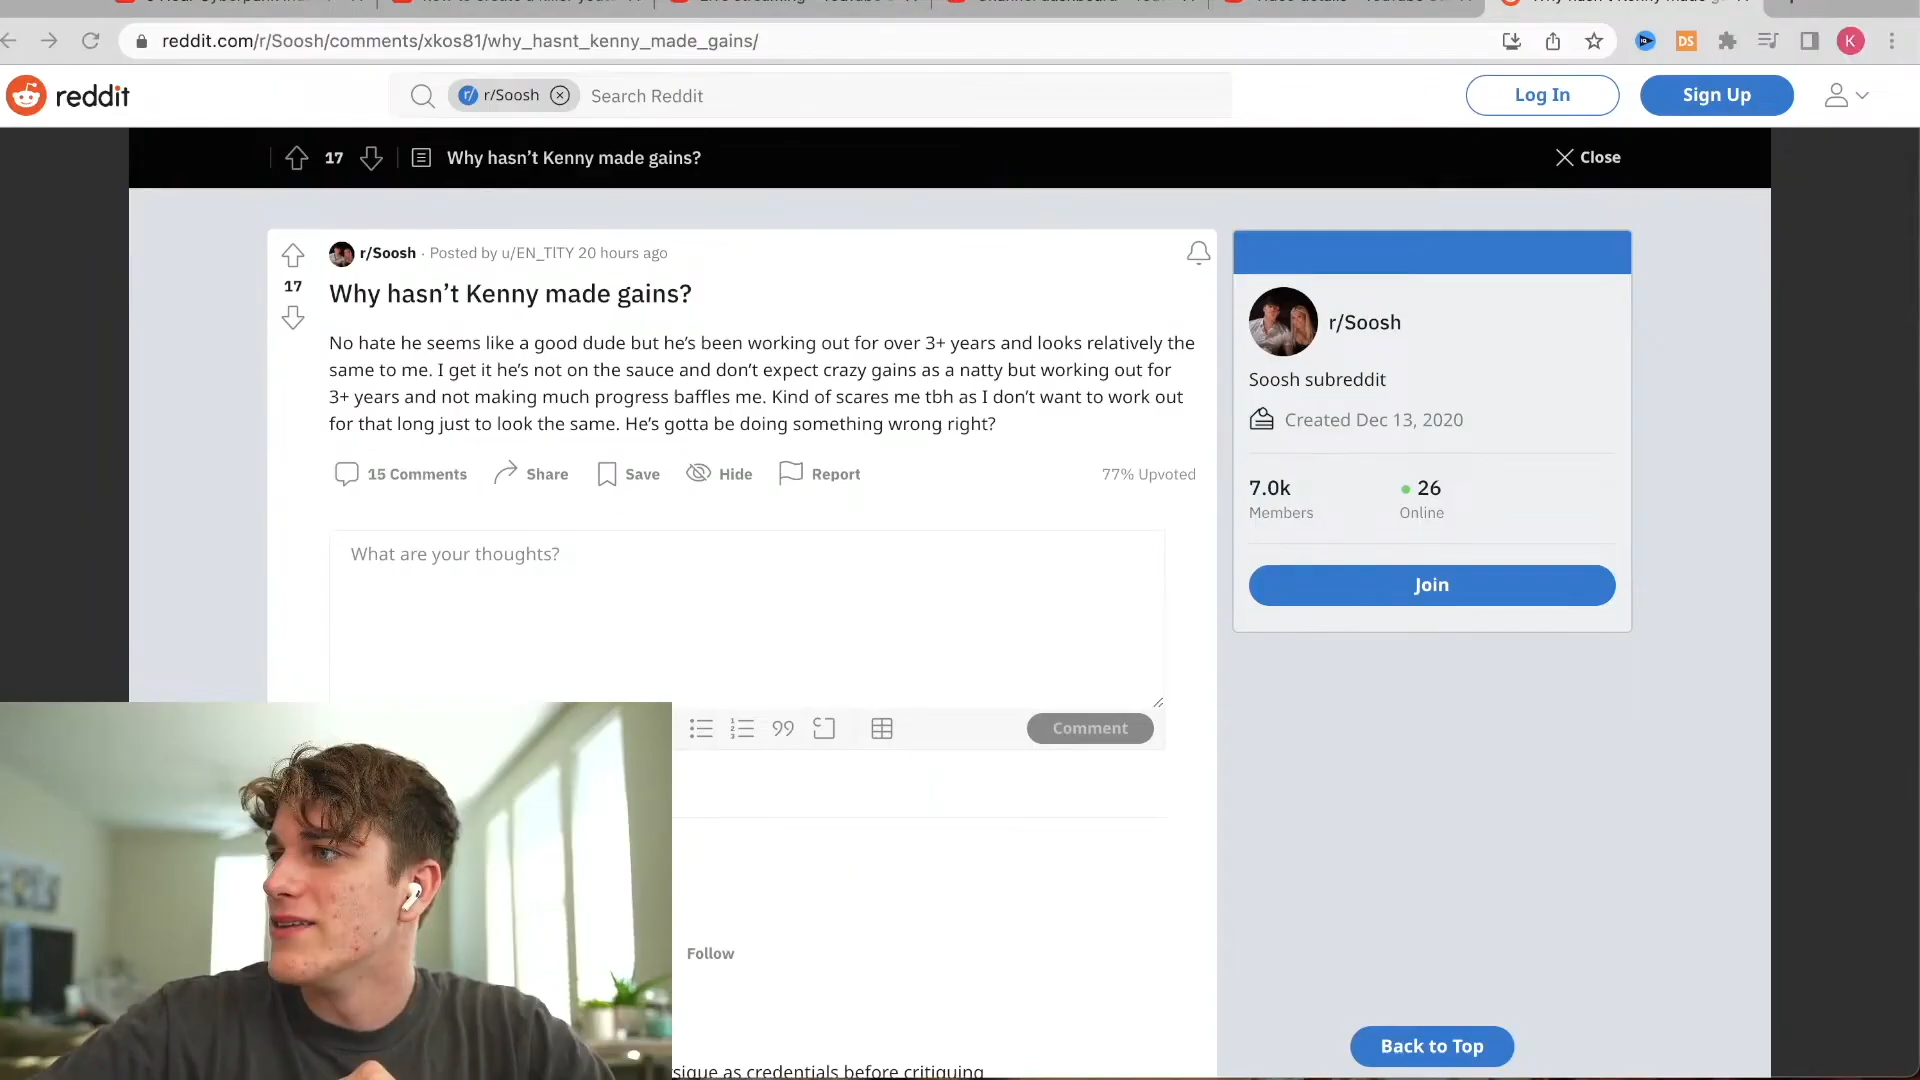 reddit.com/r/Soosh/comments/xkos81/why_hasnt_kenny_made_gains/
DS
K
reddit
r/Soosh
Search Reddit
Log In
Sign Up
17
Why hasn't Kenny made gains?
Close
r/Soosh · Posted by u/EN_TITY 20 hours ago
17
Why hasn't Kenny made gains?
No hate he seems like a good dude but he's been working out for over 3+ years and looks relatively the
same to me. I get it he's not on the sauce and don't expect crazy gains as a natty but working out for
3+ years and not making much progress baffles me. Kind of scares me tbh as I don't want to work out
for that long just to look the same. He's gotta be doing something wrong right?
15 Comments
Share
Save
Hide
Report
77% Upvoted
What are your thoughts?
Comment
Follow
sique as credentials before critiquing
r/Soosh
Soosh subreddit
Created Dec 13, 2020
7.0k
Members
26
Online
Join
Back to Top